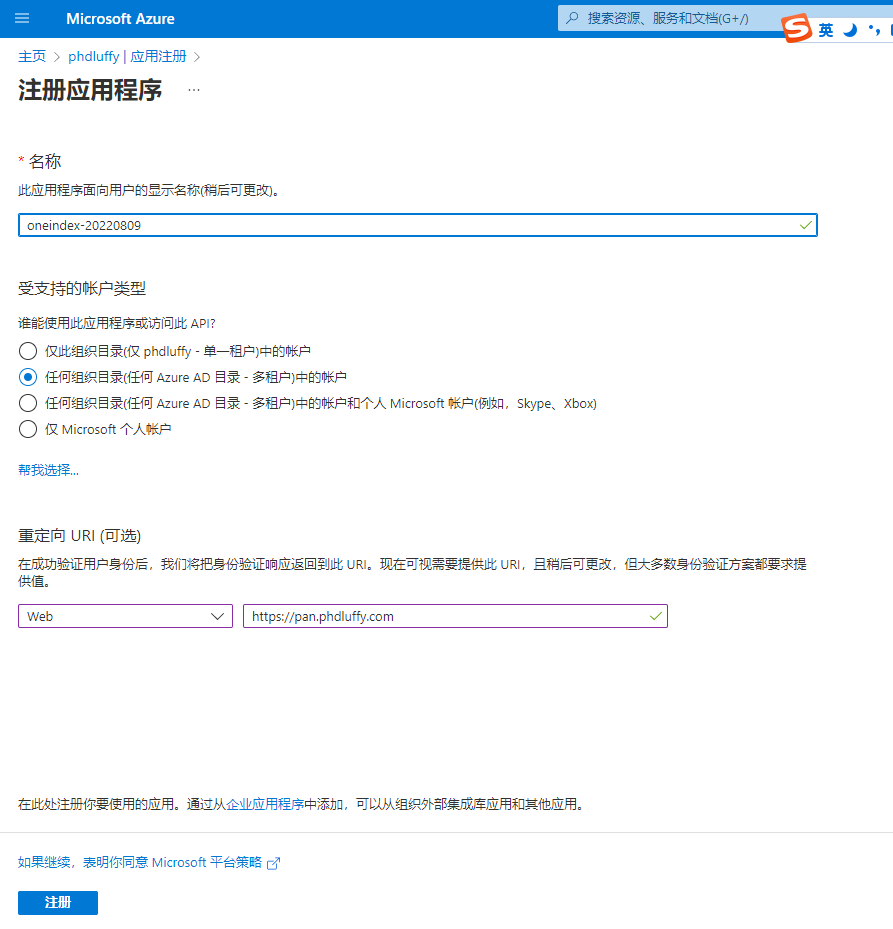 Microsoft Azure
搜索资源、服务和文档(G+/)
英
主页 > phdluffy | 应用注册 >
注册应用程序 ...
* 名称
此应用程序面向用户的显示名称(稍后可更改)。
oneindex-20220809
受支持的帐户类型
谁能使用此应用程序或访问此 API?
仅此组织目录(仅 phdluffy - 单一租户)中的帐户
任何组织目录(任何 Azure AD 目录 - 多租户)中的帐户
任何组织目录(任何 Azure AD 目录 - 多租户)中的帐户和个人 Microsoft 帐户(例如，Skype、Xbox)
仅 Microsoft 个人帐户
帮我选择...
重定向 URI (可选)
在成功验证用户身份后，我们将把身份验证响应返回到此 URI。现在可视需要提供此 URI，且稍后可更改，但大多数身份验证方案都要求提
供值。
Web
https://pan.phdluffy.com
在此处注册你要使用的应用。通过从企业应用程序中添加，可以从组织外部集成库应用和其他应用。
如果继续，表明你同意 Microsoft 平台策略
注册